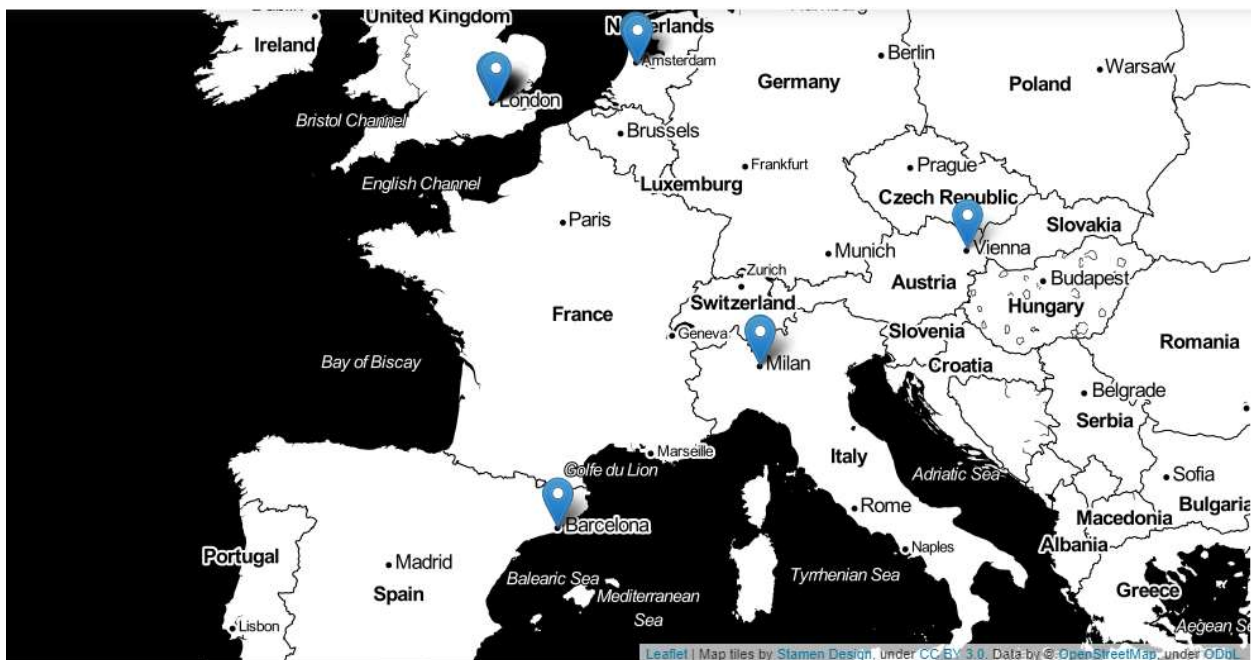 Dublin
United Kingdom
Netherlands
Hamburg
Ireland
Amsterdam
Berlin
Warsaw
Germany
Poland
London
Bristol Channel
Brussels
Frankfurt
Prague
English Channel
Luxemburg
Czech Republic
Paris
Slovakia
Munich
Vienna
Zurich
Austria
Budapest
Switzerland
Hungary
France
Geneva
Slovenia
Romania
Bay of Biscay
Milan
Croatia
Belgrade
Serbia
Marseille
Italy
Golfe du Lion
Adriatic Sea
Sofia
Rome
Bulgaria
Barcelona
Macedonia
Portugal
Madrid
Naples
Albania
Balearic Sea
Tyrrhenian Sea
Spain
Mediterranean
Sea
Greece
Lisbon
Aegean Se
Leaflet | Map tiles by Stamen Design, under CC BY 3.0. Data by © OpenStreetMap, under ODbL.